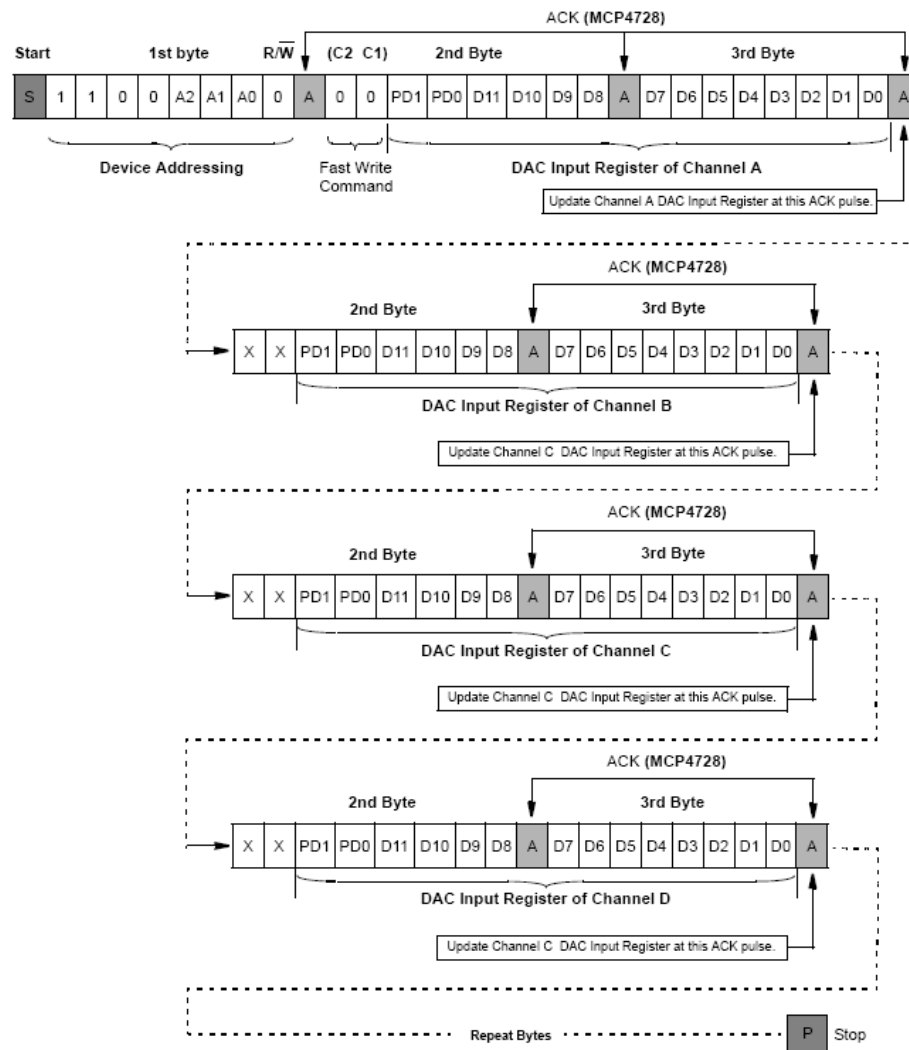 ACK (MCP4728)
Start 1st byte R/W (C2 C1) 2nd Byte 3rd Byte
S 1 1 0 0 A2 A1 A0 0 A 0 0 PD1 PD0 D11 D10 D9 D8 A D7 D6 D5 D4 D3 D2 D1 D0 A
Device Addressing Fast Write Command DAC Input Register of Channel A
Update Channel A DAC Input Register at this ACK pulse.
ACK (MCP4728)
2nd Byte 3rd Byte
X X PD1 PD0 D11 D10 D9 D8 A D7 D6 D5 D4 D3 D2 D1 D0 A
DAC Input Register of Channel B
Update Channel C DAC Input Register at this ACK pulse.
ACK (MCP4728)
2nd Byte 3rd Byte
X X PD1 PD0 D11 D10 D9 D8 A D7 D6 D5 D4 D3 D2 D1 D0 A
DAC Input Register of Channel C
Update Channel C DAC Input Register at this ACK pulse.
ACK (MCP4728)
2nd Byte 3rd Byte
X X PD1 PD0 D11 D10 D9 D8 A D7 D6 D5 D4 D3 D2 D1 D0 A
DAC Input Register of Channel D
Update Channel C DAC Input Register at this ACK pulse.
Repeat Bytes P Stop